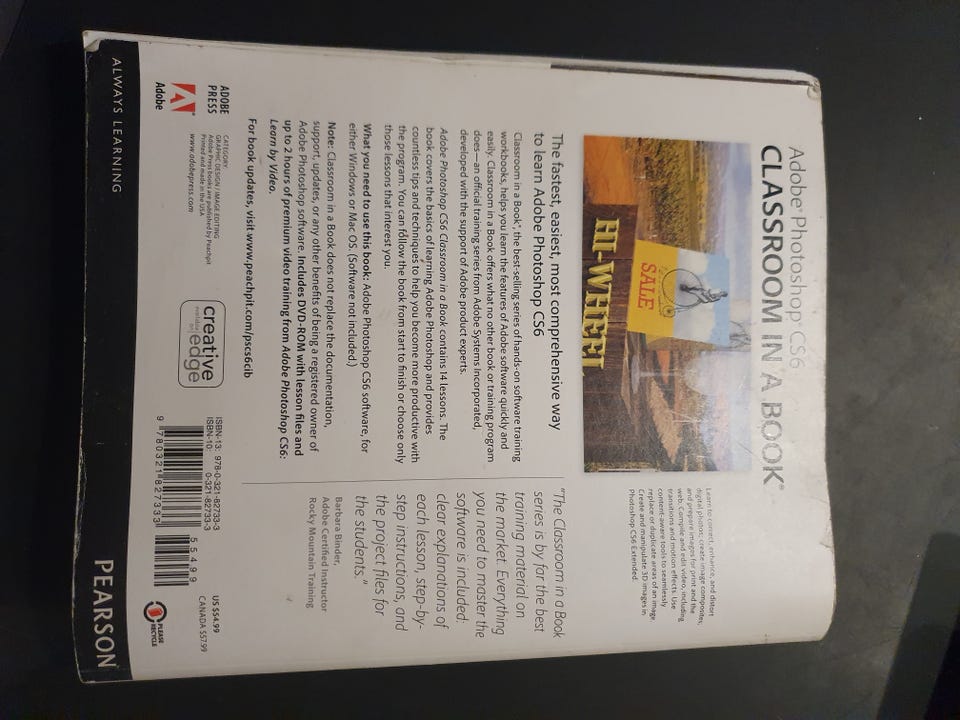 Adobe® Photoshop® CS6
CLASSROOM IN A BOOK®
SALE
HI-WHEEL
Learn to correct, enhance, and distort
digital photos; create image composites;
and prepare images for print and the
web. Compile and edit video, including
transitions and motion effects. Use
content-aware tools to seamlessly
replace or duplicate areas of an image
Create and manipulate 3D images in
Photoshop CS6 Extended.
The fastest, easiest, most comprehensive way
to learn Adobe Photoshop CS6
Classroom in a Book®, the best-selling series of hands-on software training
workbooks, helps you learn the features of Adobe software quickly and
easily. Classroom in a Book offers what no other book or training program
does—an official training series from Adobe Systems Incorporated,
developed with the support of Adobe product experts.
Adobe Photoshop CS6 Classroom in a Book contains 14 lessons. The
book covers the basics of learning Adobe Photoshop and provides
countless tips and techniques to help you become more productive with
the program. You can follow the book from start to finish or choose only
those lessons that interest you.
What you need to use this book: Adobe Photoshop CS6 software, for
either Windows or Mac OS. (Software not included.)
Note: Classroom in a Book does not replace the documentation,
support, updates, or any other benefits of being a registered owner of
Adobe Photoshop software. Includes DVD-ROM with lesson files and
up to 2 hours of premium video training from Adobe Photoshop CS6:
Learn by Video.
For book updates, visit www.peachpit.com/pscs6cib
"The Classroom in a Book
series is by far the best
training material on
the market. Everything
you need to master the
software is included:
clear explanations of
each lesson, step-by-
step instructions, and
the project files for
the students."
Barbara Binder,
Adobe Certified Instructor
Rocky Mountain Training
ADOBE
PRESS
Adobe
CATEGORY:
GRAPHIC DESIGN / IMAGE EDITING
Adobe Press books are published by Peachpit
Printed and made in the USA
www.adobepress.com
creative
available on
edge
ISBN-13: 978-0-321-82733-3
ISBN-10: 0-321-82733-3
9 780321 827333
55499
US $54.99
CANADA $57.99
PLEASE
RECYCLE
ALWAYS LEARNING
PEARSON